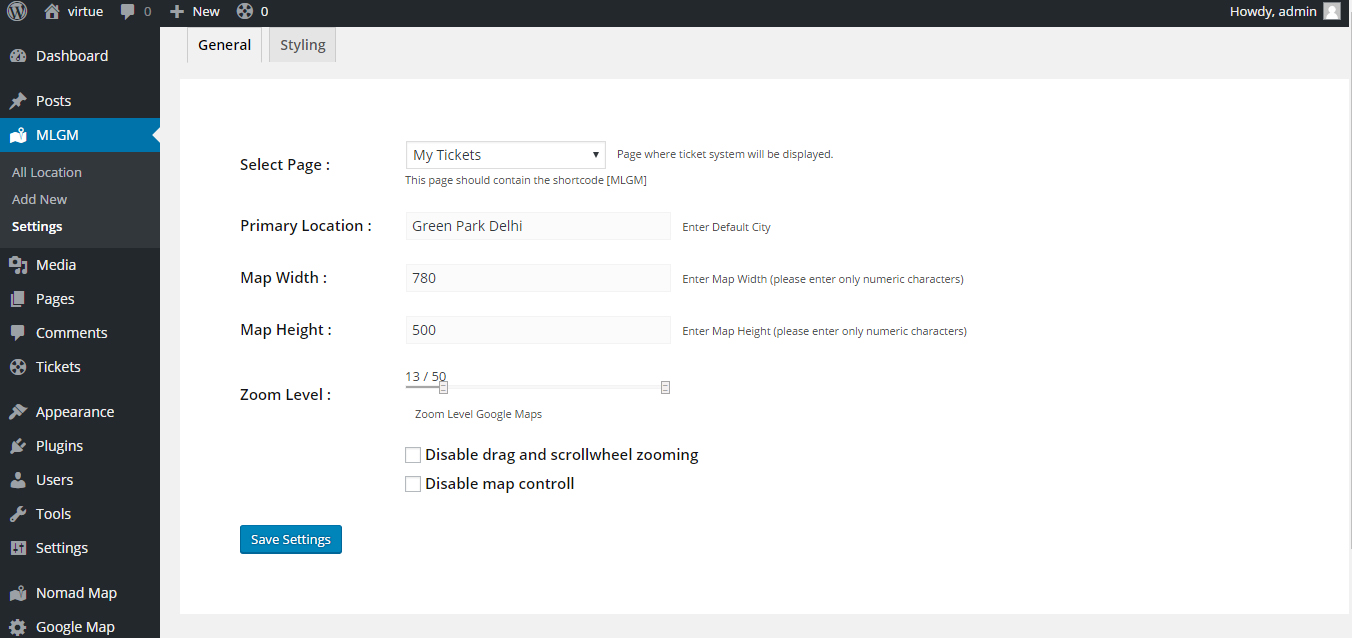 virtue 0 New 0 Howdy, admin
Dashboard
Posts
MLGM
All Location
Add New
Settings
Media
Pages
Comments
Tickets
Appearance
Plugins
Users
Tools
Settings
Nomad Map
Google Map
General Styling
Select Page : My Tickets Page where ticket system will be displayed.
This page should contain the shortcode [MLGM]
Primary Location : Green Park Delhi Enter Default City
Map Width : 780 Enter Map Width (please enter only numeric characters)
Map Height : 500 Enter Map Height (please enter only numeric characters)
13 / 50
Zoom Level :
Zoom Level Google Maps
Disable drag and scrollwheel zooming
Disable map controll
Save Settings